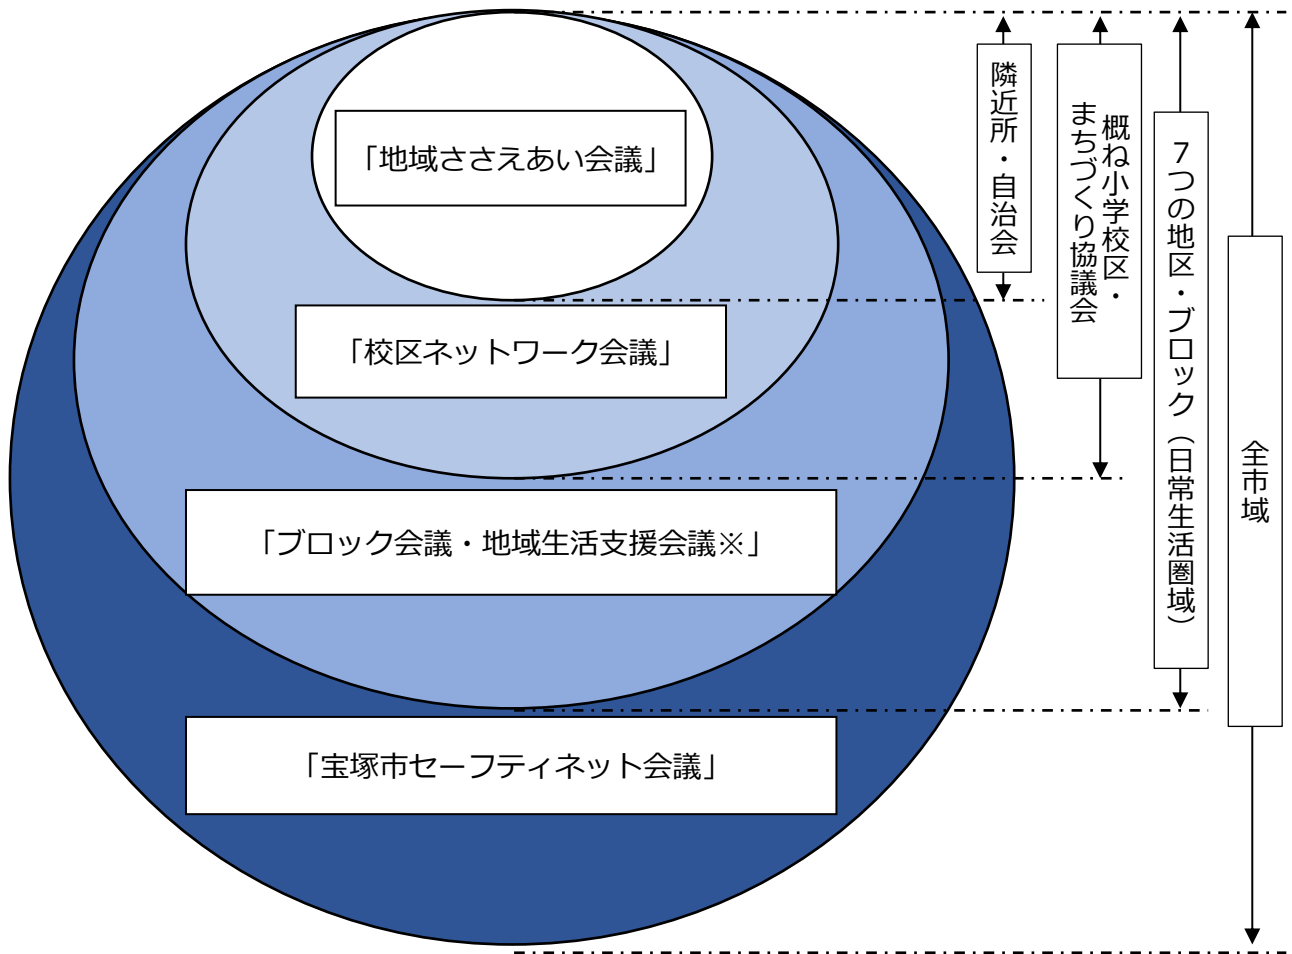 「地域ささえあい会議」
「校区ネットワーク会議」
「ブロック会議・地域生活支援会議※」
「宝塚市セーフティネット会議」
隣近所・自治会
概ね小学校区・
まちづくり協議会
7つの地区・ブロック（日常生活圏域）
全市域